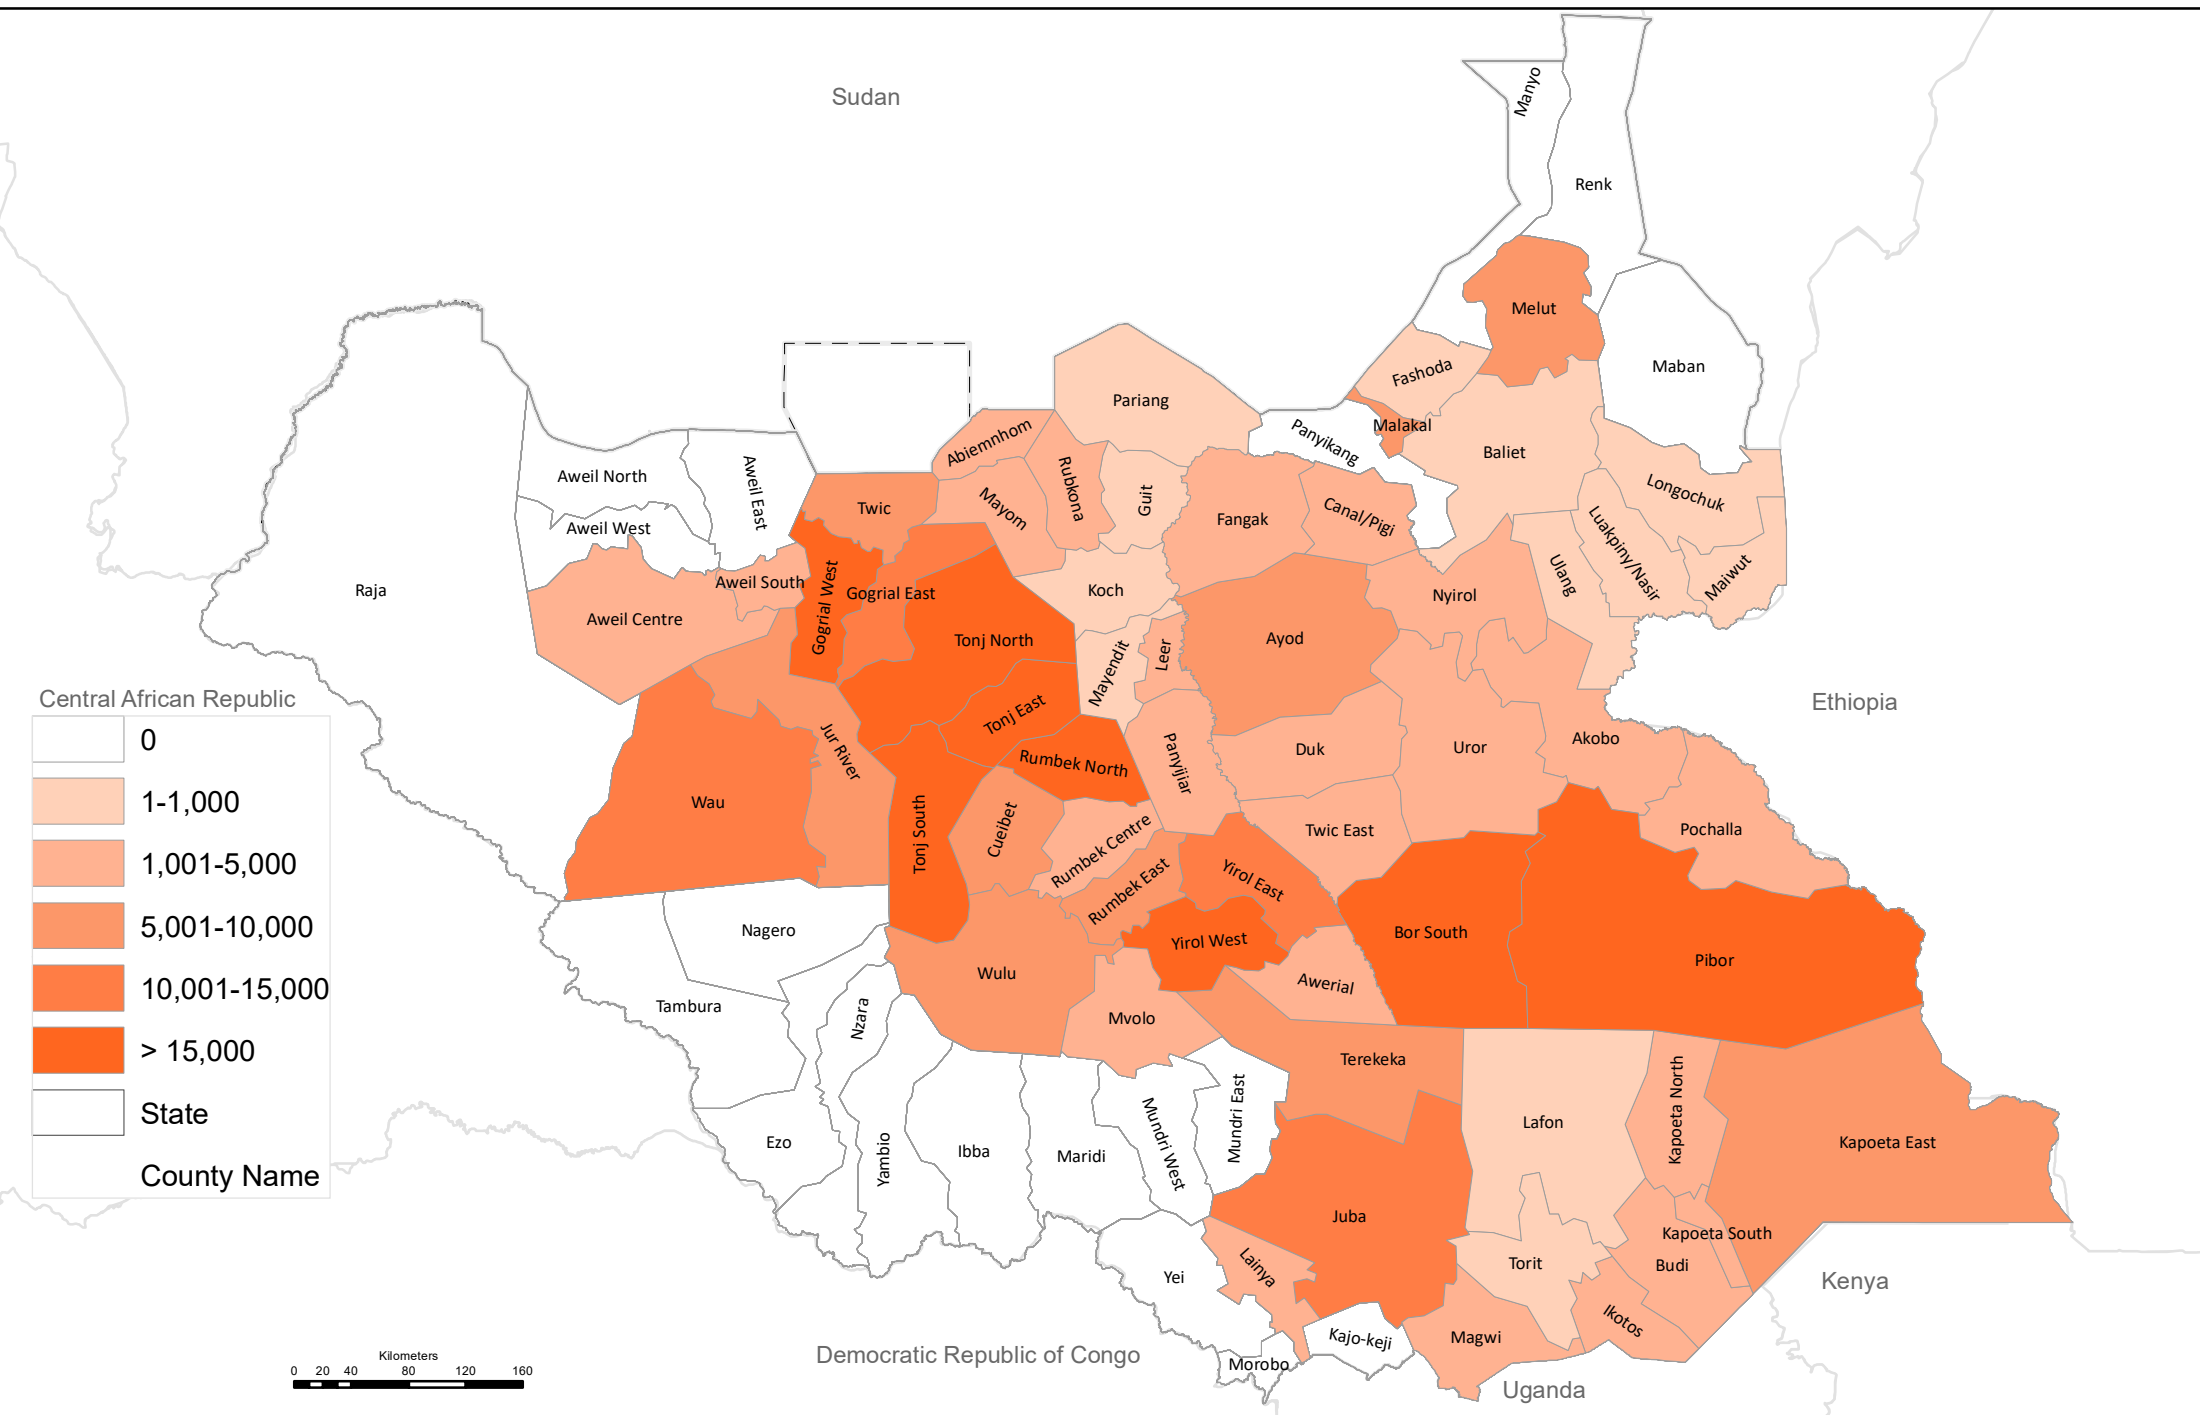 Sudan
Manyo
Renk
Melut
Maban
Fashoda
Pariang
Malakal
Panyikang
Baliet
Abiemnhom
Aweil North
Aweil East
Rubkona
Guit
Longochuk
Twic
Mayom
Fangak
Canal/Pigi
Aweil West
Luakpiny/Nasir
Ulang
Maiwut
Raja
Aweil South
Gogrial West
Gogrial East
Koch
Nyirol
Aweil Centre
Tonj North
Ayod
Leer
Mayendit
Central African Republic
Ethiopia
Tonj East
0
Jur River
Duk
Uror
Akobo
Rumbek North
Panyijiar
1-1,000
Wau
Tonj South
Cueibet
Twic East
Pochalla
Rumbek Centre
1,001-5,000
Rumbek East
Yirol East
5,001-10,000
Nagero
Yirol West
Bor South
Pibor
Wulu
10,001-15,000
Awerial
Tambura
Nzara
Mvolo
> 15,000
Terekeka
Kapoeta North
State
Mundri East
Lafon
Ezo
Yambio
Ibba
Maridi
Mundri West
Kapoeta East
County Name
Juba
Kapoeta South
Torit
Budi
Lainya
Yei
Kenya
Ikotos
Magwi
Kajo-keji
Democratic Republic of Congo
Morobo
Uganda
Kilometers
0 20 40 80 120 160